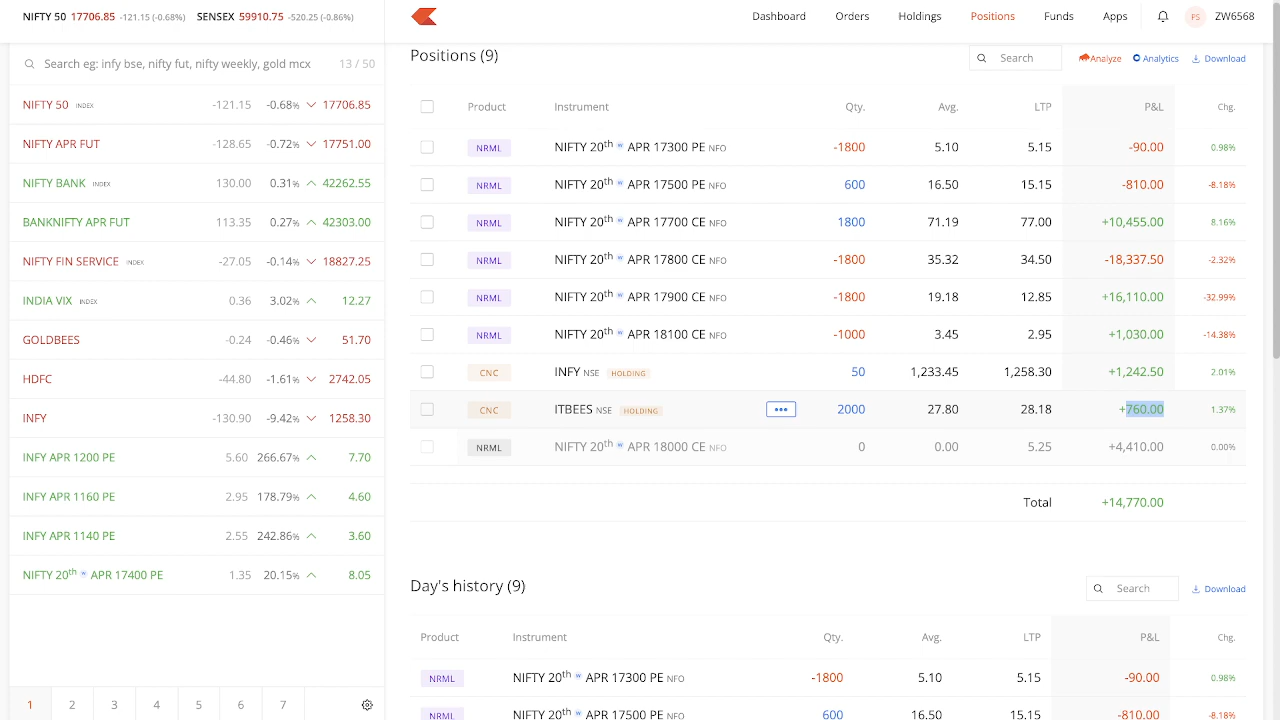 NIFTY 50 17706.85 -121.15 (-0.68%) SENSEX 59910.75 -520.25 (-0.86%)
Dashboard Orders Holdings Positions Funds Apps PS ZW6568
Search eg: infy bse, nifty fut, nifty weekly, gold mcx 13 / 50
NIFTY 50 INDEX -121.15 -0.68% 17706.85
NIFTY APR FUT -128.65 -0.72% 17751.00
NIFTY BANK INDEX 130.00 0.31% 42262.55
BANKNIFTY APR FUT 113.35 0.27% 42303.00
NIFTY FIN SERVICE INDEX -27.05 -0.14% 18827.25
INDIA VIX INDEX 0.36 3.02% 12.27
GOLDBEES -0.24 -0.46% 51.70
HDFC -44.80 -1.61% 2742.05
INFY -130.90 -9.42% 1258.30
INFY APR 1200 PE 5.60 266.67% 7.70
INFY APR 1160 PE 2.95 178.79% 4.60
INFY APR 1140 PE 2.55 242.86% 3.60
NIFTY 20th w APR 17400 PE 1.35 20.15% 8.05
1 2 3 4 5 6 7
Positions (9) Search Analyze Analytics Download
Product Instrument Qty. Avg. LTP P&L Chg.
NRML NIFTY 20th w APR 17300 PE NFO -1800 5.10 5.15 -90.00 0.98%
NRML NIFTY 20th w APR 17500 PE NFO 600 16.50 15.15 -810.00 -8.18%
NRML NIFTY 20th w APR 17700 CE NFO 1800 71.19 77.00 +10,455.00 8.16%
NRML NIFTY 20th w APR 17800 CE NFO -1800 35.32 34.50 -18,337.50 -2.32%
NRML NIFTY 20th w APR 17900 CE NFO -1800 19.18 12.85 +16,110.00 -32.99%
NRML NIFTY 20th w APR 18100 CE NFO -1000 3.45 2.95 +1,030.00 -14.38%
CNC INFY NSE HOLDING 50 1,233.45 1,258.30 +1,242.50 2.01%
CNC ITBEES NSE HOLDING ••• 2000 27.80 28.18 +760.00 1.37%
NRML NIFTY 20th w APR 18000 CE NFO 0 0.00 5.25 +4,410.00 0.00%
Total +14,770.00
Day's history (9) Search Download
Product Instrument Qty. Avg. LTP P&L Chg.
NRML NIFTY 20th w APR 17300 PE NFO -1800 5.10 5.15 -90.00 0.98%
NRML NIFTY 20th w APR 17500 PE NFO 600 16.50 15.15 -810.00 -8.18%